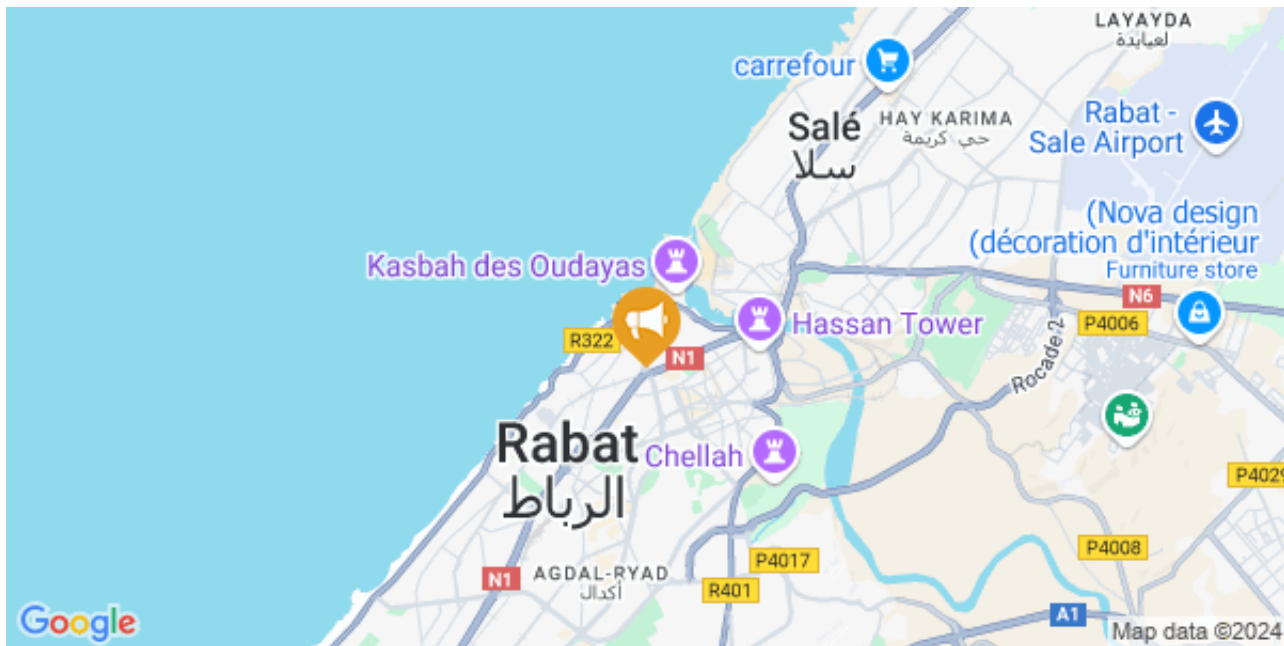 LAYAYDA
لعيايدة
carrefour
Salé
سلا
HAY KARIMA
حي كريمة
Rabat -
Sale Airport
(Nova design
(décoration d'intérieur
Furniture store
Kasbah des Oudayas
N6
P4006
R322
Hassan Tower
N1
Rocade 2
Rabat
الرباط
Chellah
P4029
P4008
P4017
N1
AGDAL-RYAD
أكدال
R401
A1
Google
Map data ©2024